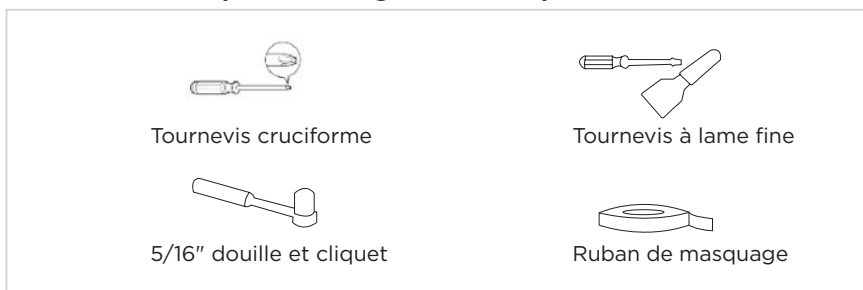 Tournevis cruciforme
Tournevis à lame fine
5/16" douille et cliquet
Ruban de masquage